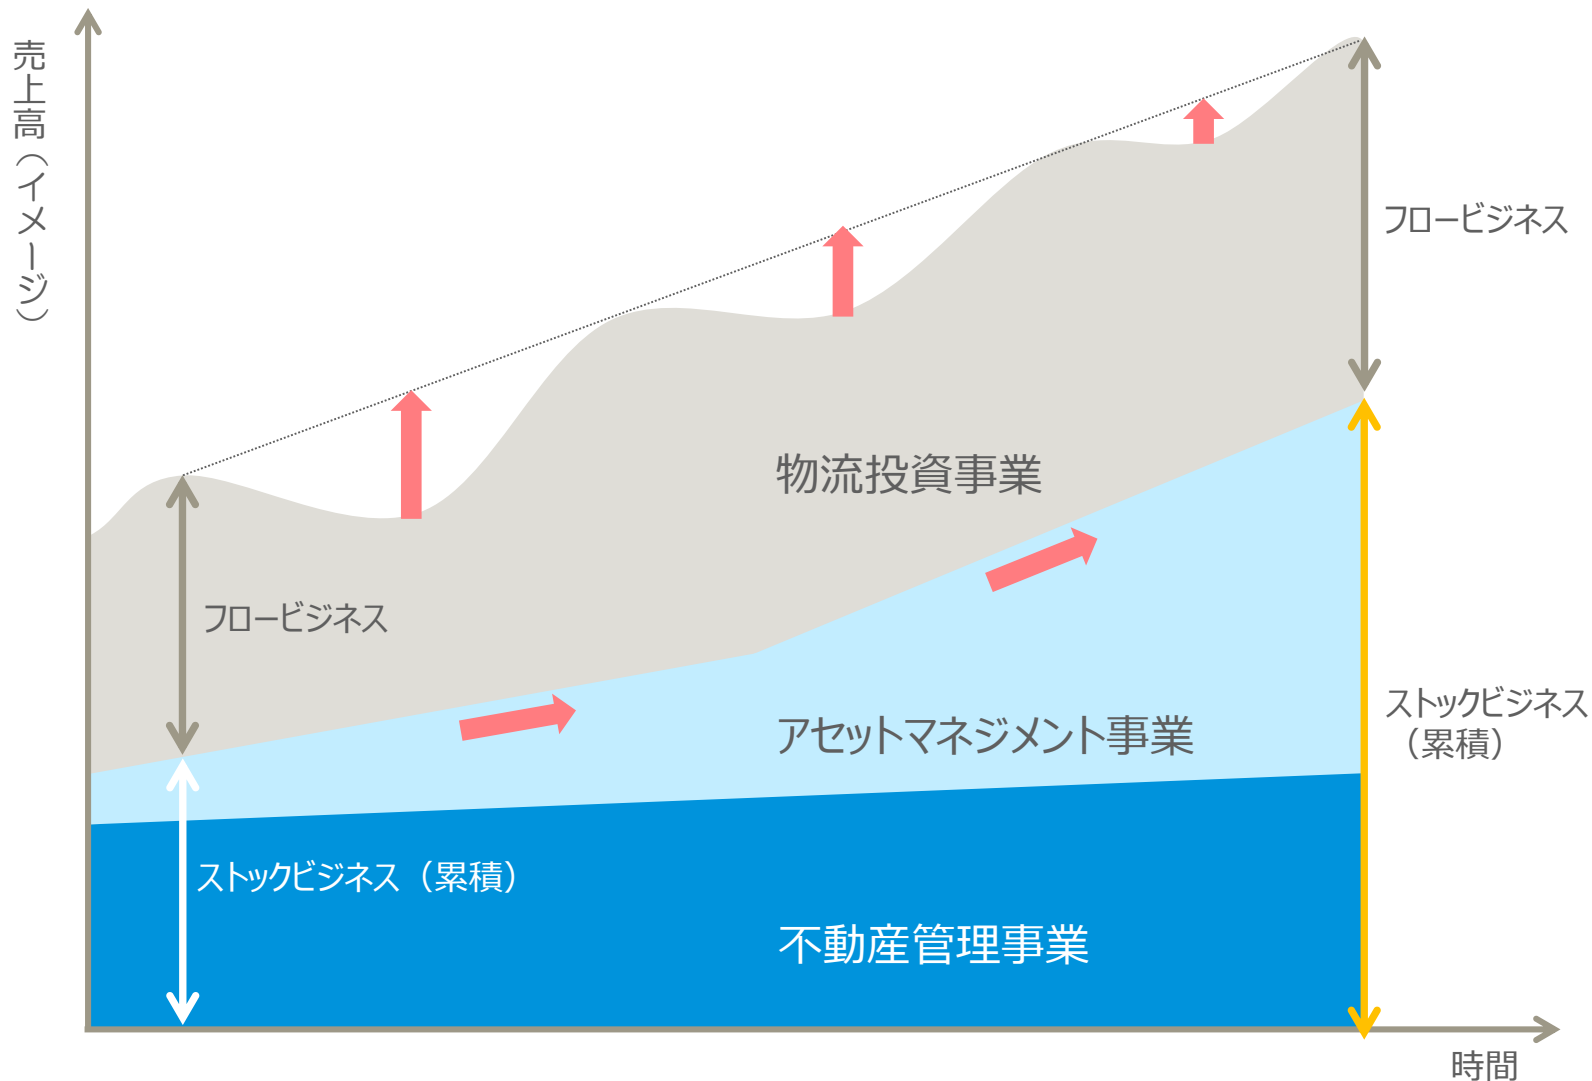 売上高（イメージ）
フロービジネス
物流投資事業
フロービジネス
アセットマネジメント事業
ストックビジネス
（累積）
ストックビジネス（累積）
不動産管理事業
時間